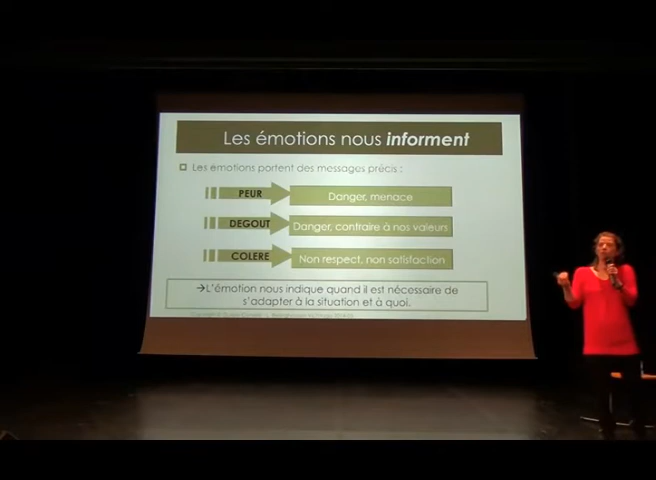 Les émotions nous informent
Les émotions portent des messages précis :
PEUR
Danger, menace
DEGOUT
Danger, contraire à nos valeurs
COLERE
Non respect, non satisfaction
→L'émotion nous indique quand il est nécessaire de
s'adapter à la situation et à quoi.